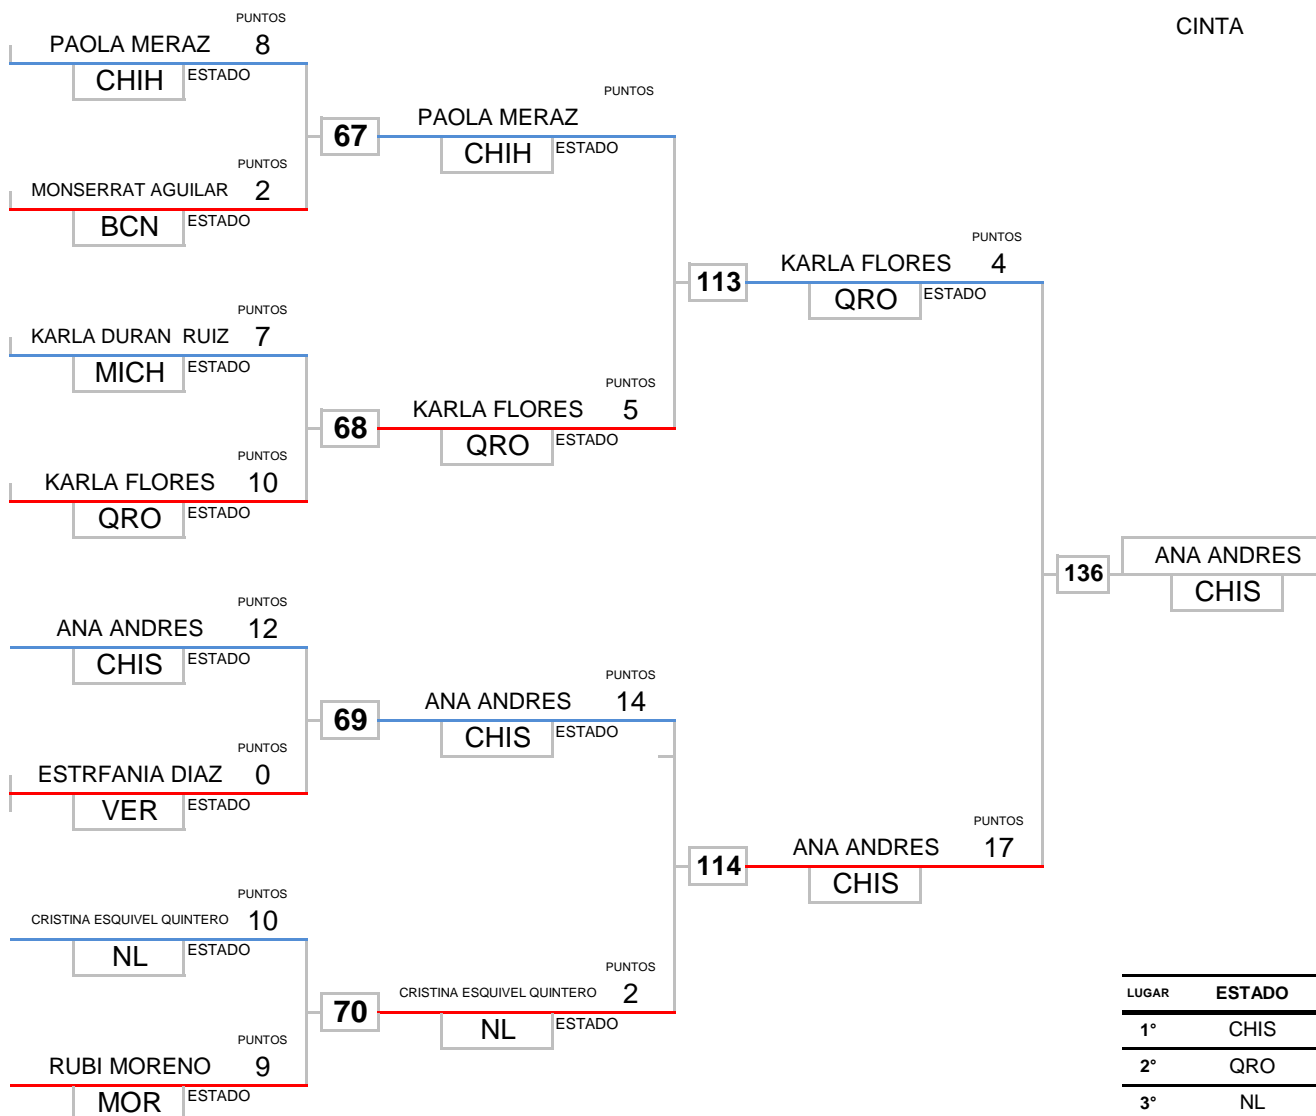 CINTA
PUNTOS
PAOLA MERAZ 8
CHIH ESTADO
67
PUNTOS
MONSERRAT AGUILAR 2
BCN ESTADO
PUNTOS
KARLA DURAN RUIZ 7
MICH ESTADO
68
PUNTOS
KARLA FLORES 10
QRO ESTADO
PUNTOS
ANA ANDRES 12
CHIS ESTADO
69
PUNTOS
ESTRFANIA DIAZ 0
VER ESTADO
PUNTOS
CRISTINA ESQUIVEL QUINTERO 10
NL ESTADO
70
PUNTOS
RUBI MORENO 9
MOR ESTADO
PUNTOS
PAOLA MERAZ
CHIH ESTADO
113
PUNTOS
KARLA FLORES 5
QRO ESTADO
PUNTOS
ANA ANDRES 14
CHIS ESTADO
114
PUNTOS
CRISTINA ESQUIVEL QUINTERO 2
NL ESTADO
PUNTOS
KARLA FLORES 4
QRO ESTADO
136
PUNTOS
ANA ANDRES 17
CHIS
ANA ANDRES
CHIS
LUGAR ESTADO
1° CHIS
2° QRO
3° NL